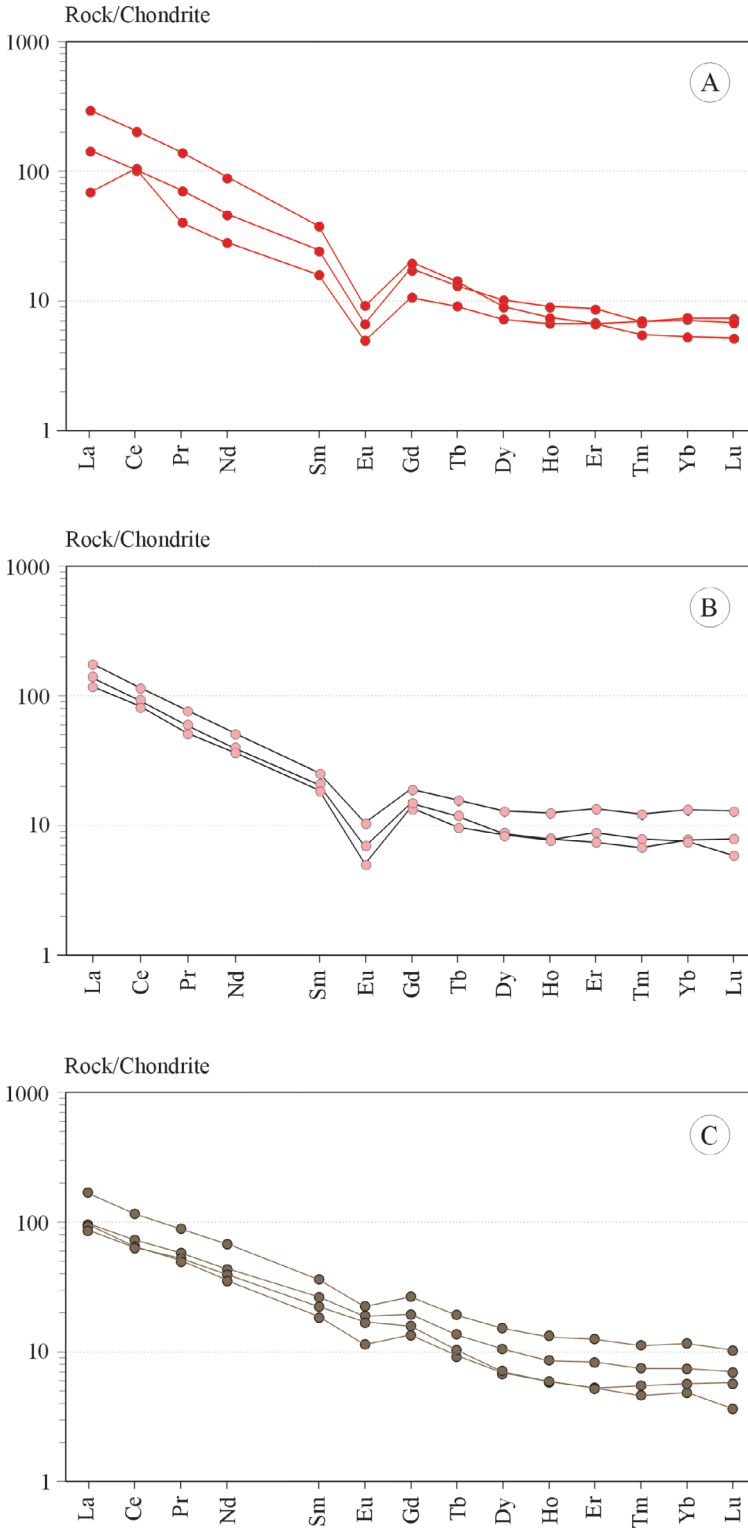 Rock/Chondrite
A
1000
100
10
1
La Ce Pr Nd Sm Eu Gd Tb Dy Ho Er Tm Yb Lu
Rock/Chondrite
B
1000
100
10
1
La Ce Pr Nd Sm Eu Gd Tb Dy Ho Er Tm Yb Lu
Rock/Chondrite
C
1000
100
10
1
La Ce Pr Nd Sm Eu Gd Tb Dy Ho Er Tm Yb Lu